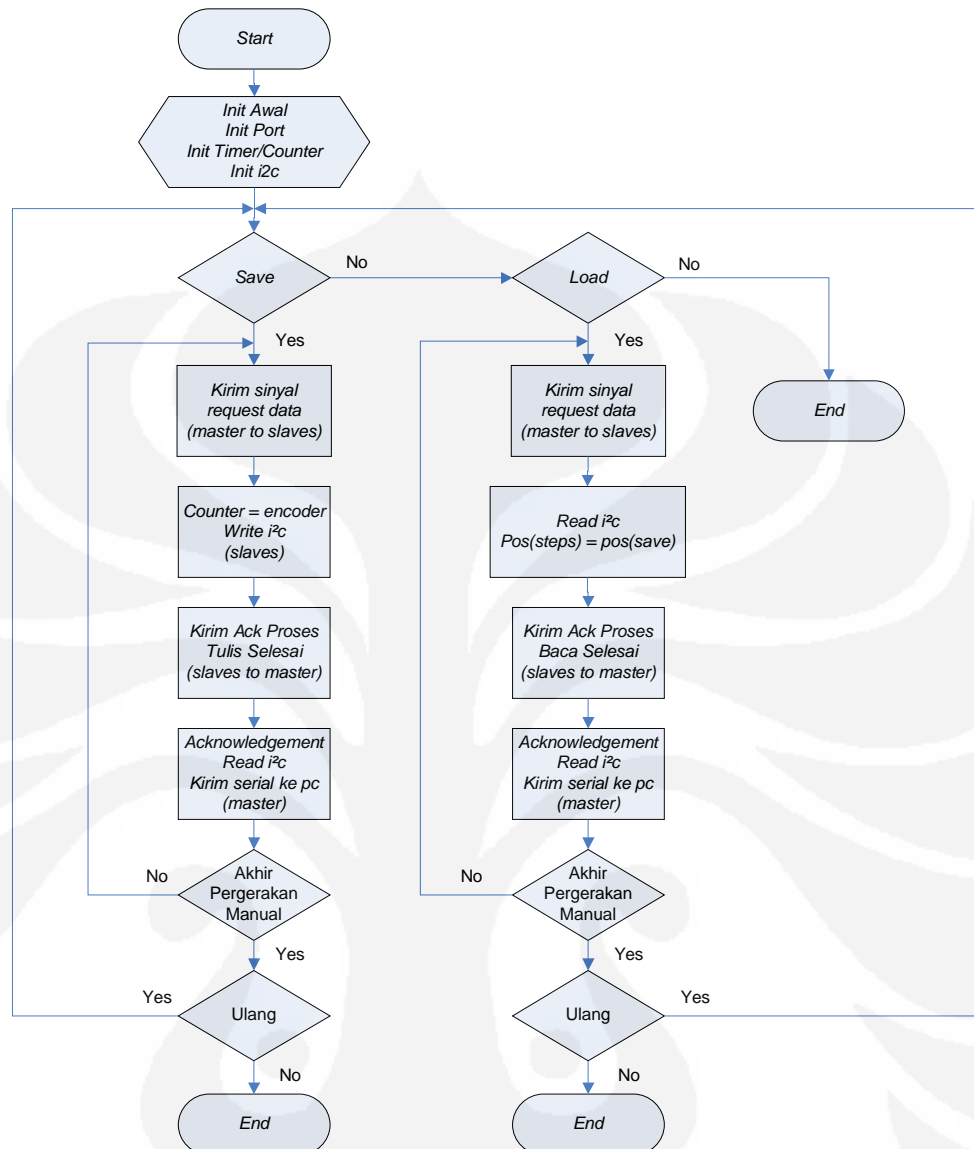 Start
Init Awal
Init Port
Init Timer/Counter
Init i2c
Save
No
Load
No
Yes
Yes
Kirim sinyal
request data
(master to slaves)
Kirim sinyal
request data
(master to slaves)
End
Counter = encoder
Write i²c
(slaves)
Read i²c
Pos(steps) = pos(save)
Kirim Ack Proses
Tulis Selesai
(slaves to master)
Kirim Ack Proses
Baca Selesai
(slaves to master)
Acknowledgement
Read i²c
Kirim serial ke pc
(master)
Acknowledgement
Read i²c
Kirim serial ke pc
(master)
No
Akhir
Pergerakan
Manual
No
Akhir
Pergerakan
Manual
Yes
Yes
Yes
Ulang
Ulang
Yes
No
No
End
End